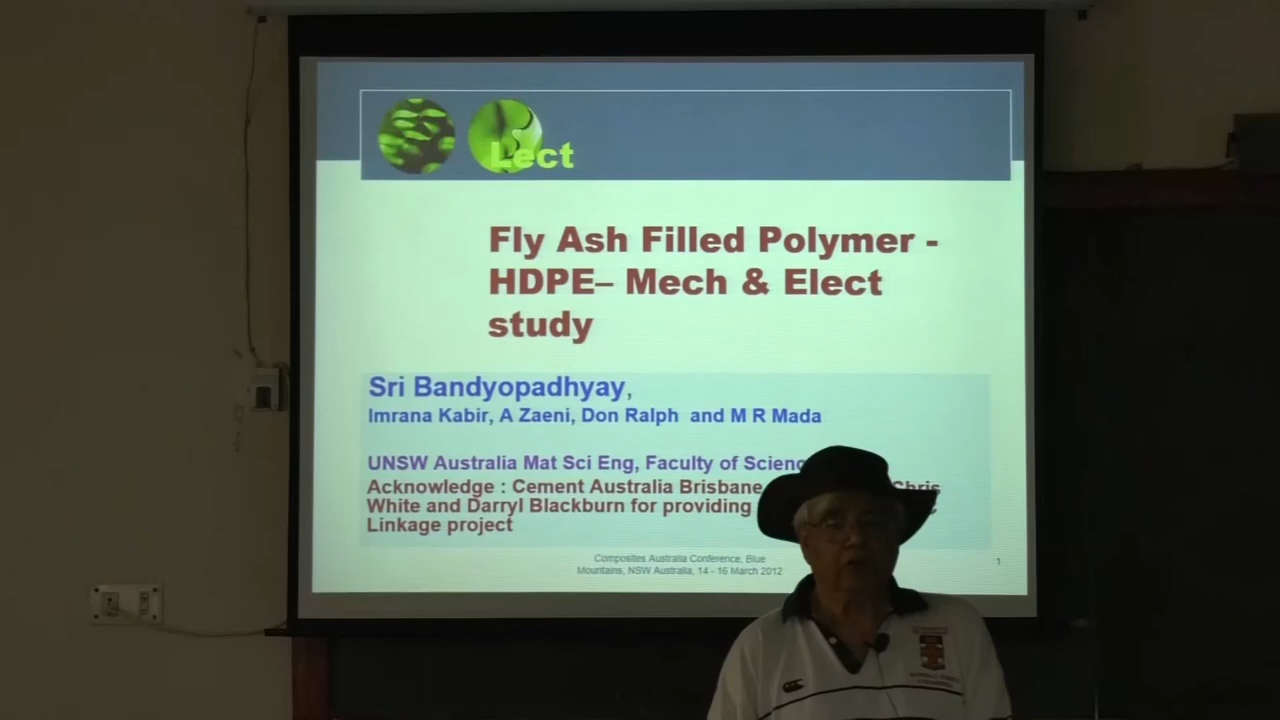 Lect
Fly Ash Filled Polymer -
HDPE– Mech & Elect
study
Sri Bandyopadhyay,
Imrana Kabir, A Zaeni, Don Ralph and M R Mada
UNSW Australia Mat Sci Eng, Faculty of
Acknowledge : Cement Australia Brisbane
White and Darryl Blackburn for providing
Linkage project
Composites Australia Conference, Blue
Mountains, NSW Australia, 14 - 16 March 2012
1